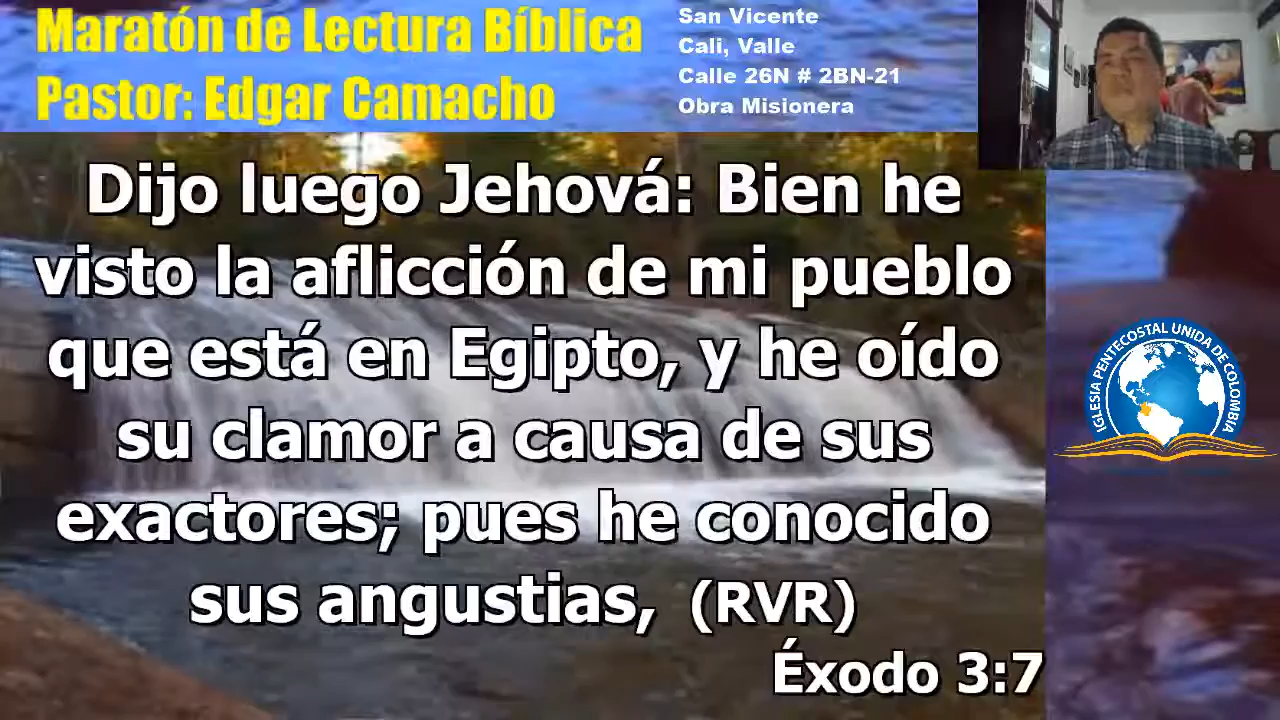 Maratón de Lectura Bíblica
Pastor: Edgar Camacho
San Vicente
Cali, Valle
Calle 26N # 2BN-21
Obra Misionera
Dijo luego Jehová: Bien he
visto la aflicción de mi pueblo
que está en Egipto, y he oído
su clamor a causa de sus
exactores; pues he conocido
sus angustias, (RVR)
Éxodo 3:7
IGLESIA PENTECOSTAL UNIDA DE COLOMBIA